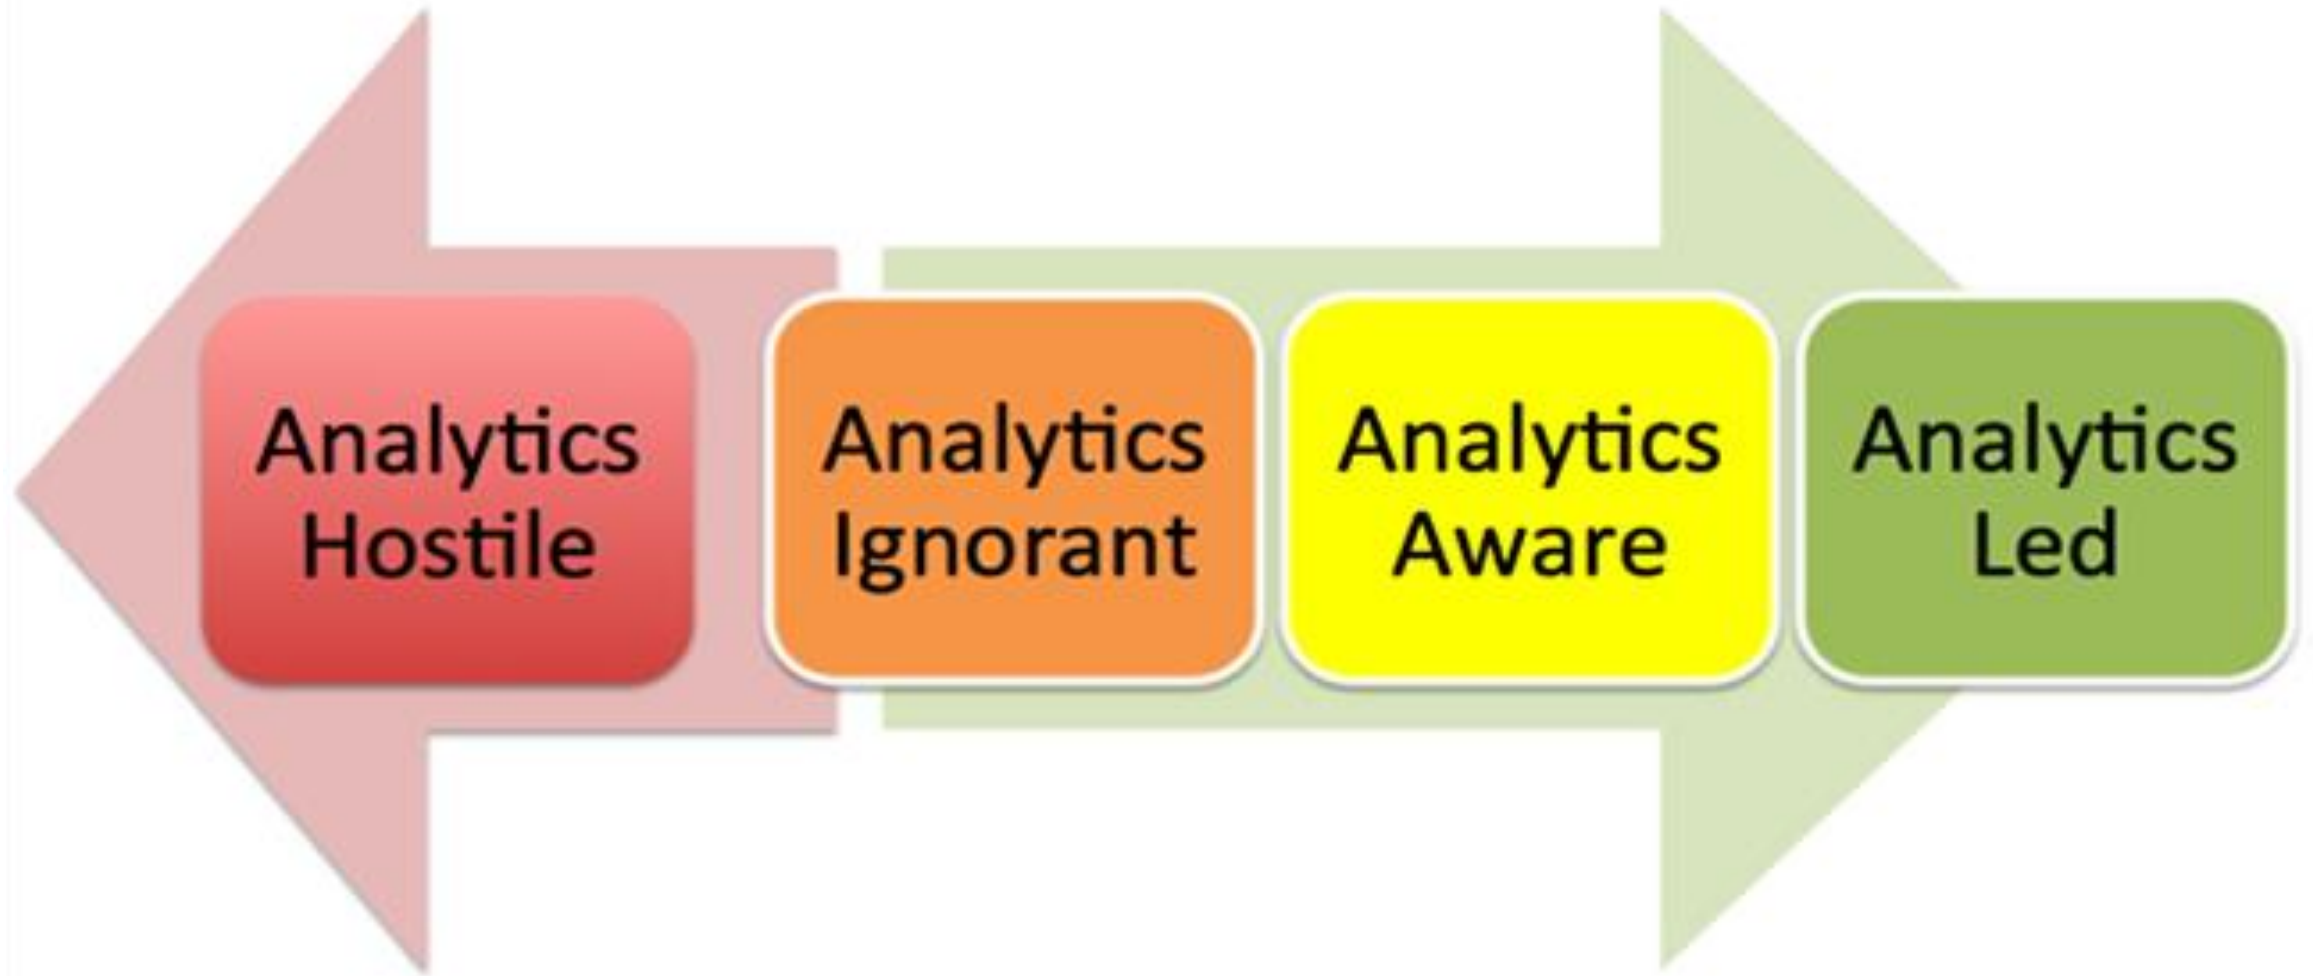 Analytics
Hostile
Analytics
Ignorant
Analytics
Aware
Analytics
Led